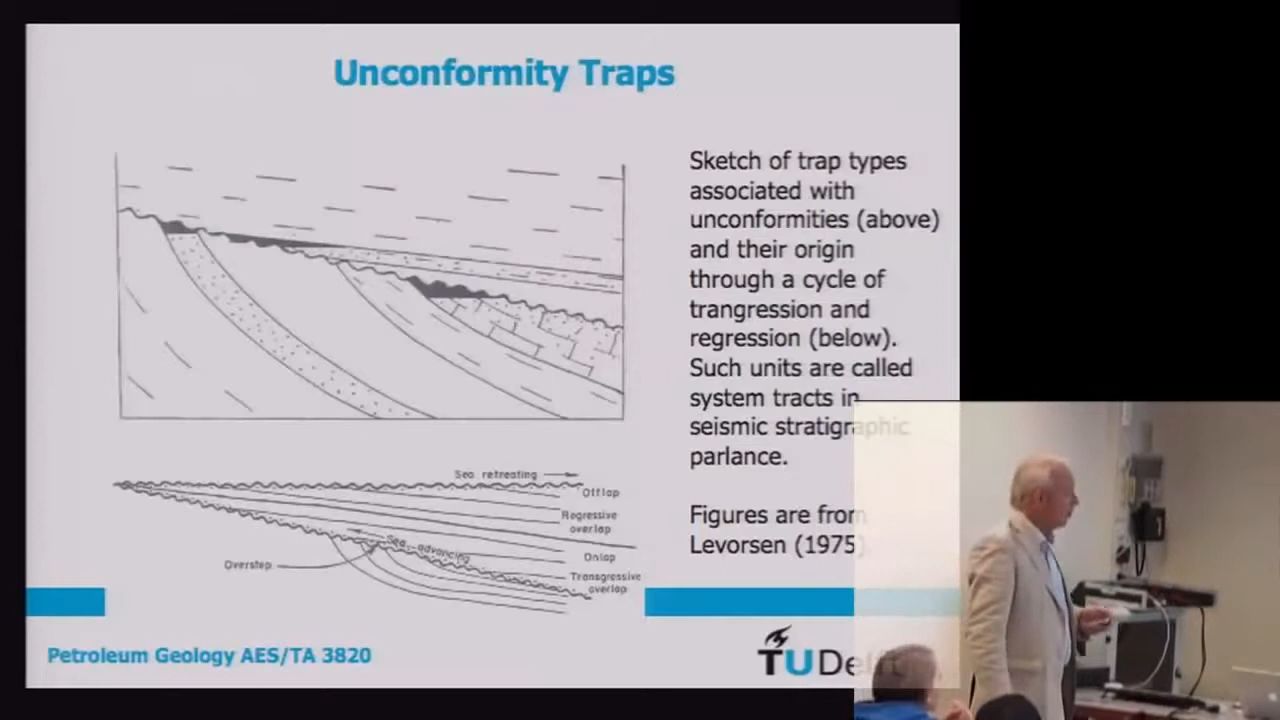 Unconformity Traps
Sketch of trap types
associated with
unconformities (above)
and their origin
through a cycle of
trangression and
regression (below).
Such units are called
system tracts in
seismic stratigraphic
parlance.
Figures are from
Levorsen (1975)
Sea retreating
Offlap
Regressive
overlap
Sea advancing
Onlap
Overstep
Transgressive
overlap
Petroleum Geology AES/TA 3820
TU Delft